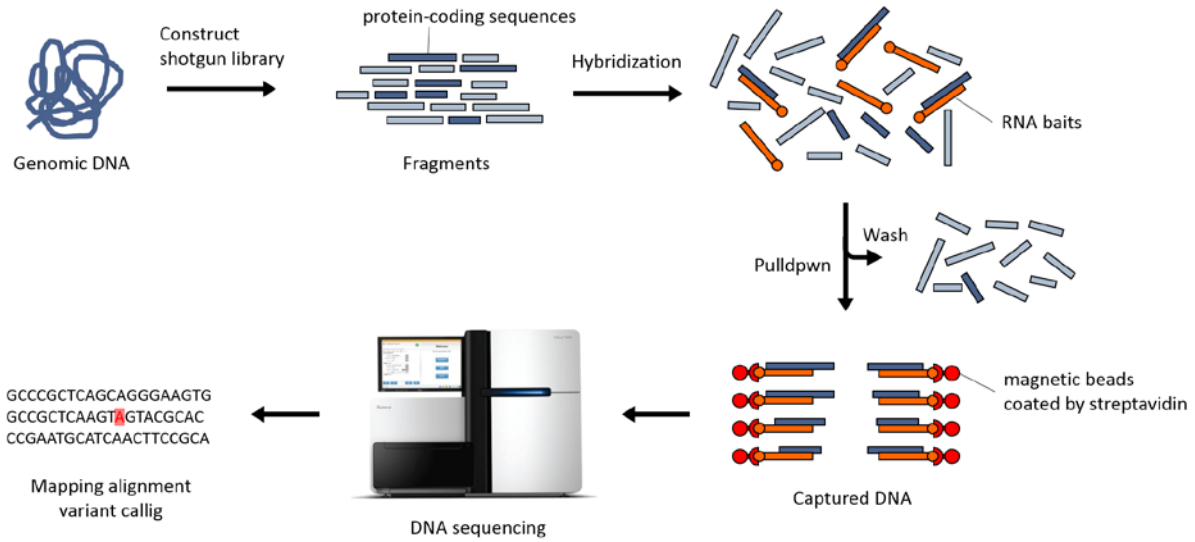 protein-coding sequences
Construct
shotgun library
Hybridization
RNA baits
Genomic DNA
Fragments
Wash
Pulldpwn
magnetic beads
coated by streptavidin
GCCCGCTCAGCAGGGAAGTG
GCCGCTCAAGTAGTACGCAC
CCGAATGCATCAACTTCCGCA
Mapping alignment
variant callig
DNA sequencing
Captured DNA